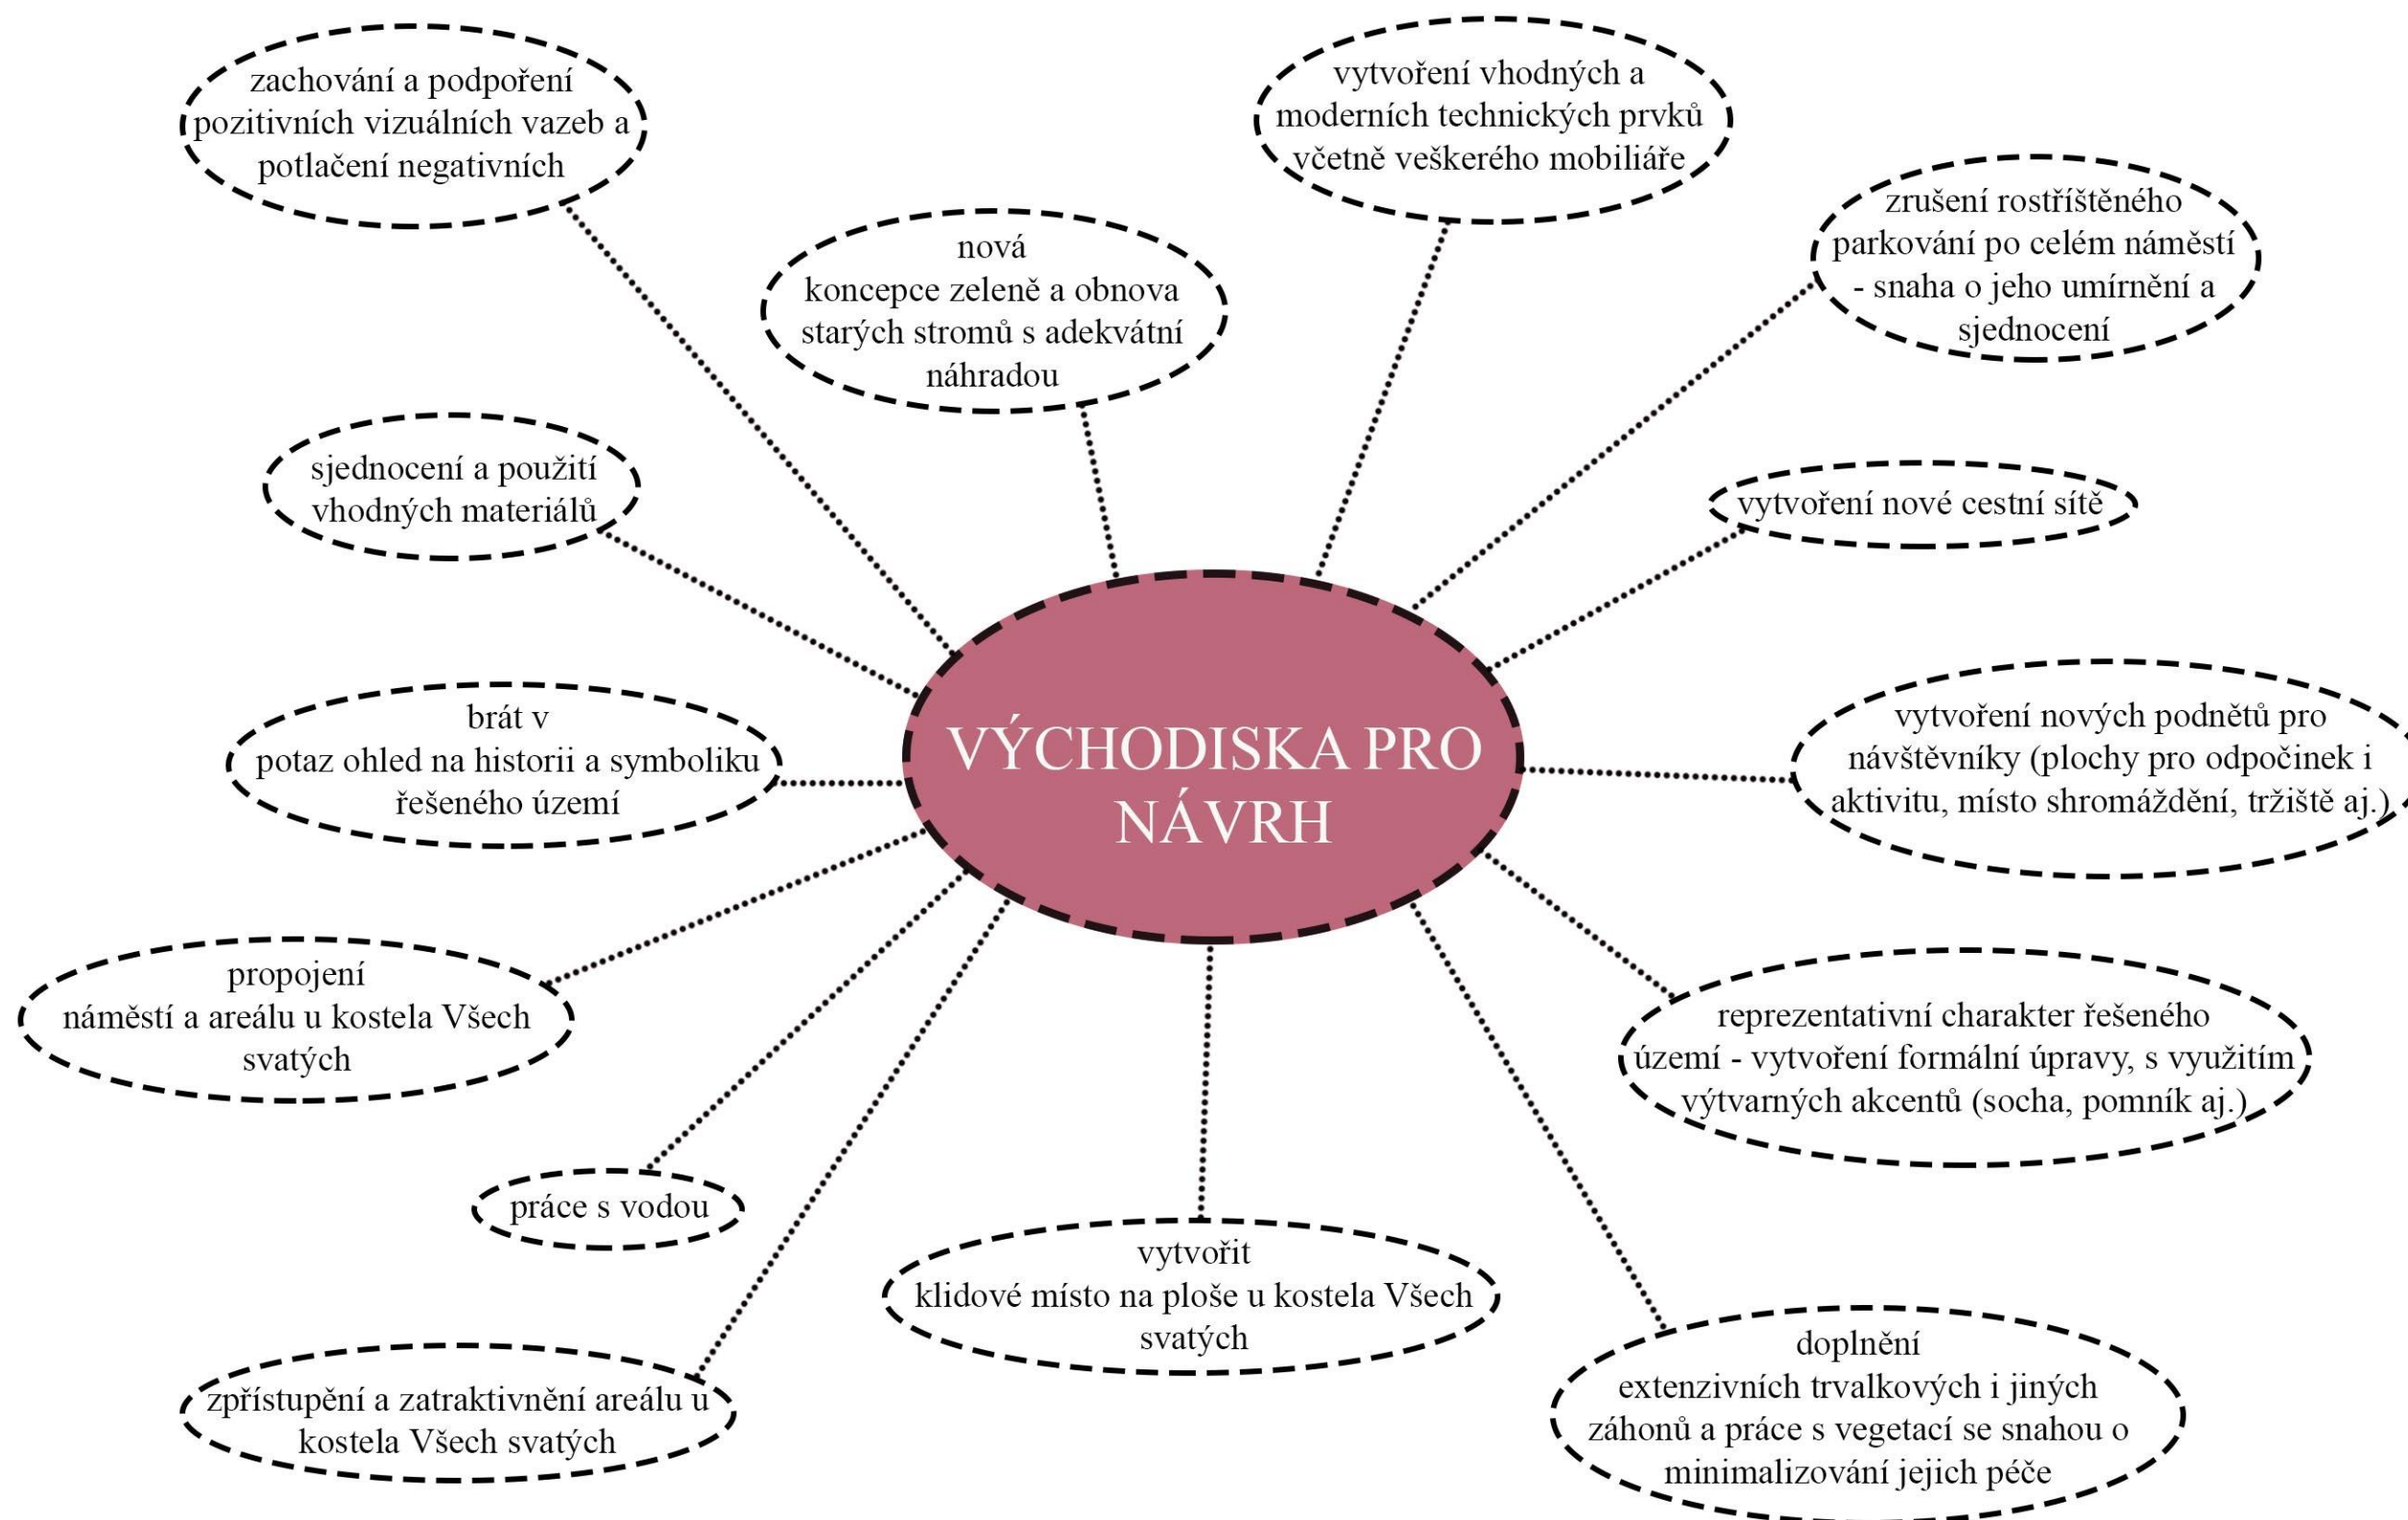 zachování a podpoření
pozitivních vizuálních vazeb a
potlačení negativních
vytvoření vhodných a
moderních technických prvků
včetně veškerého mobiliáře
nová
koncepce zeleně a obnova
starých stromů s adekvátní
náhradou
zrušení rostříštěného
parkování po celém náměstí
- snaha o jeho umírnění a
sjednocení
sjednocení a použití
vhodných materiálů
vytvoření nové cestní sítě
brát v
potaz ohled na historii a symboliku
řešeného území
VÝCHODISKA PRO
NÁVRH
vytvoření nových podnětů pro
návštěvníky (plochy pro odpočinek i
aktivitu, místo shromáždění, tržiště aj.)
propojení
náměstí a areálu u kostela Všech
svatých
reprezentativní charakter řešeného
území - vytvoření formální úpravy, s využitím
výtvarných akcentů (socha, pomník aj.)
práce s vodou
vytvořit
klidové místo na ploše u kostela Všech
svatých
zpřístupění a zatraktivnění areálu u
kostela Všech svatých
doplnění
extenzivních trvalkových i jiných
záhonů a práce s vegetací se snahou o
minimalizování jejich péče